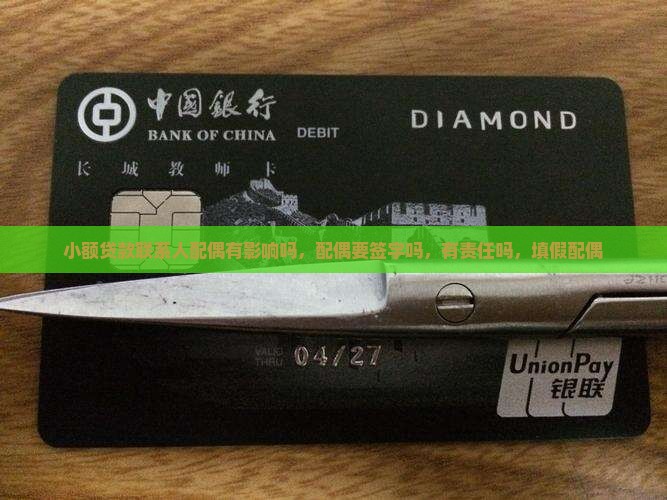 中國銀行
BANK OF CHINA
DEBIT
DIAMOND
长城教师卡
小额贷款联系人配偶有影响吗，配偶要签字吗，有责任吗，填假配偶
VALID
THRU
04/27
UnionPay
银联